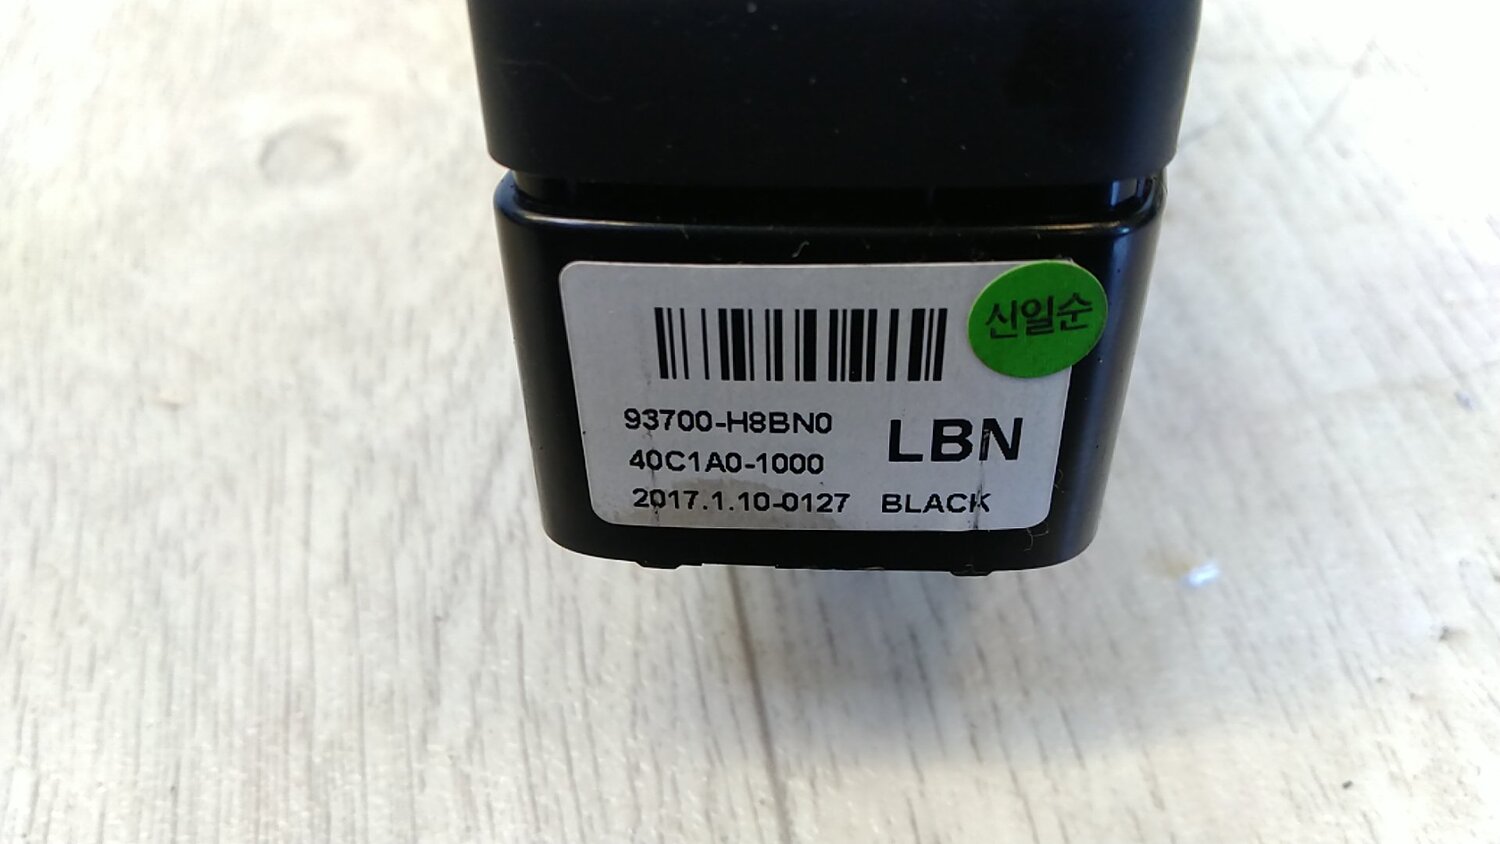 신일순
93700-H8BN0
LBN
40C1A0-1000
2017.1.10-0127 BLACK